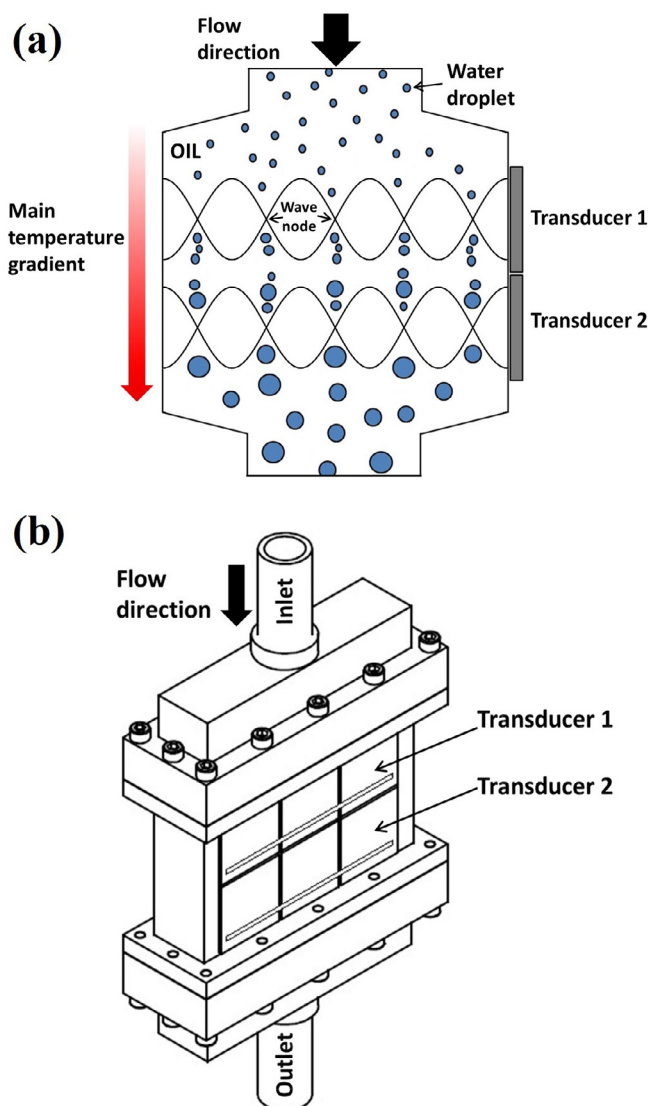 (a)
Flow
direction
Water
droplet
OIL
Main
temperature
gradient
Wave
node
Transducer 1
Transducer 2
(b)
Flow
direction
Inlet
Transducer 1
Transducer 2
Outlet